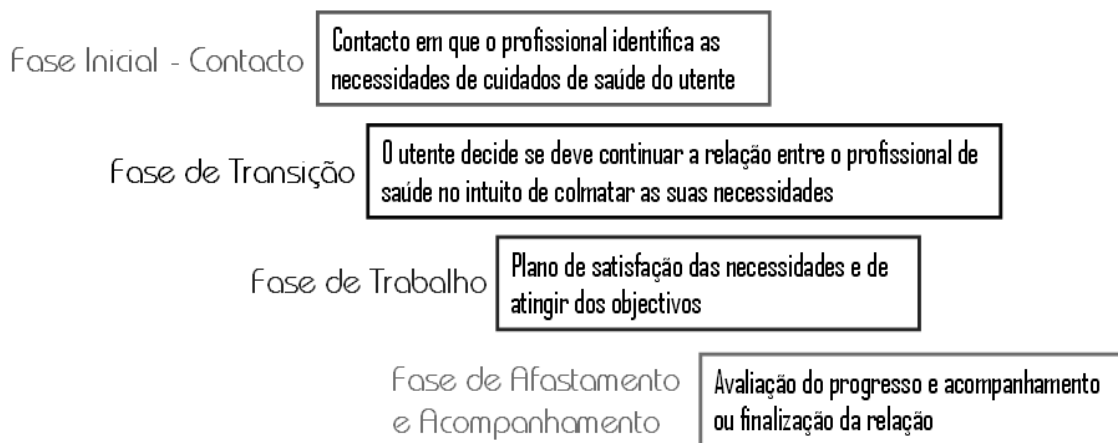 Fase Inicial - Contacto
Contacto em que o profissional identifica as
necessidades de cuidados de saúde do utente
Fase de Transição
O utente decide se deve continuar a relação entre o profissional de
saúde no intuito de colmatar as suas necessidades
Fase de Trabalho
Plano de satisfação das necessidades e de
atingir dos objectivos
Fase de Afastamento
e Acompanhamento
Avaliação do progresso e acompanhamento
ou finalização da relação